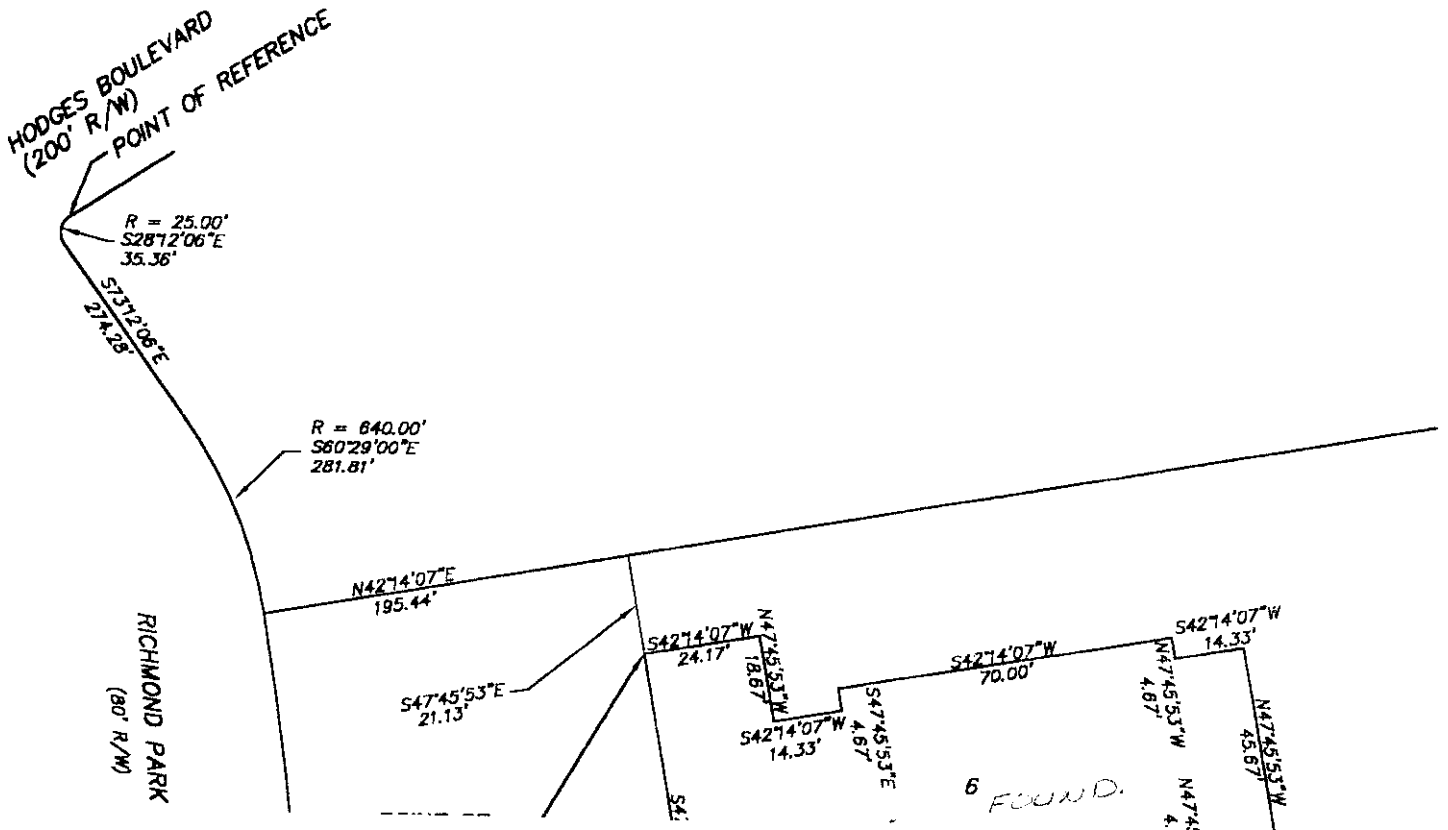 HODGES BOULEVARD
(200' R/W)
POINT OF REFERENCE
R = 25.00'
S28°12'06"E
35.36'
S73°12'06"E
274.28'
R = 640.00'
S60°29'00"E
281.81'
N42°14'07"E
195.44'
RICHMOND PARK
(80' R/W)
S47°45'53"E
21.13'
S42°14'07"W
24.17'
N47°45'53"W
18.67'
S42°14'07"W
14.33'
S47°45'53"E
4.67'
S42°14'07"W
70.00'
N47°45'53"W
4.67'
S42°14'07"W
14.33'
N47°45'53"W
45.67'
6 FOUND.